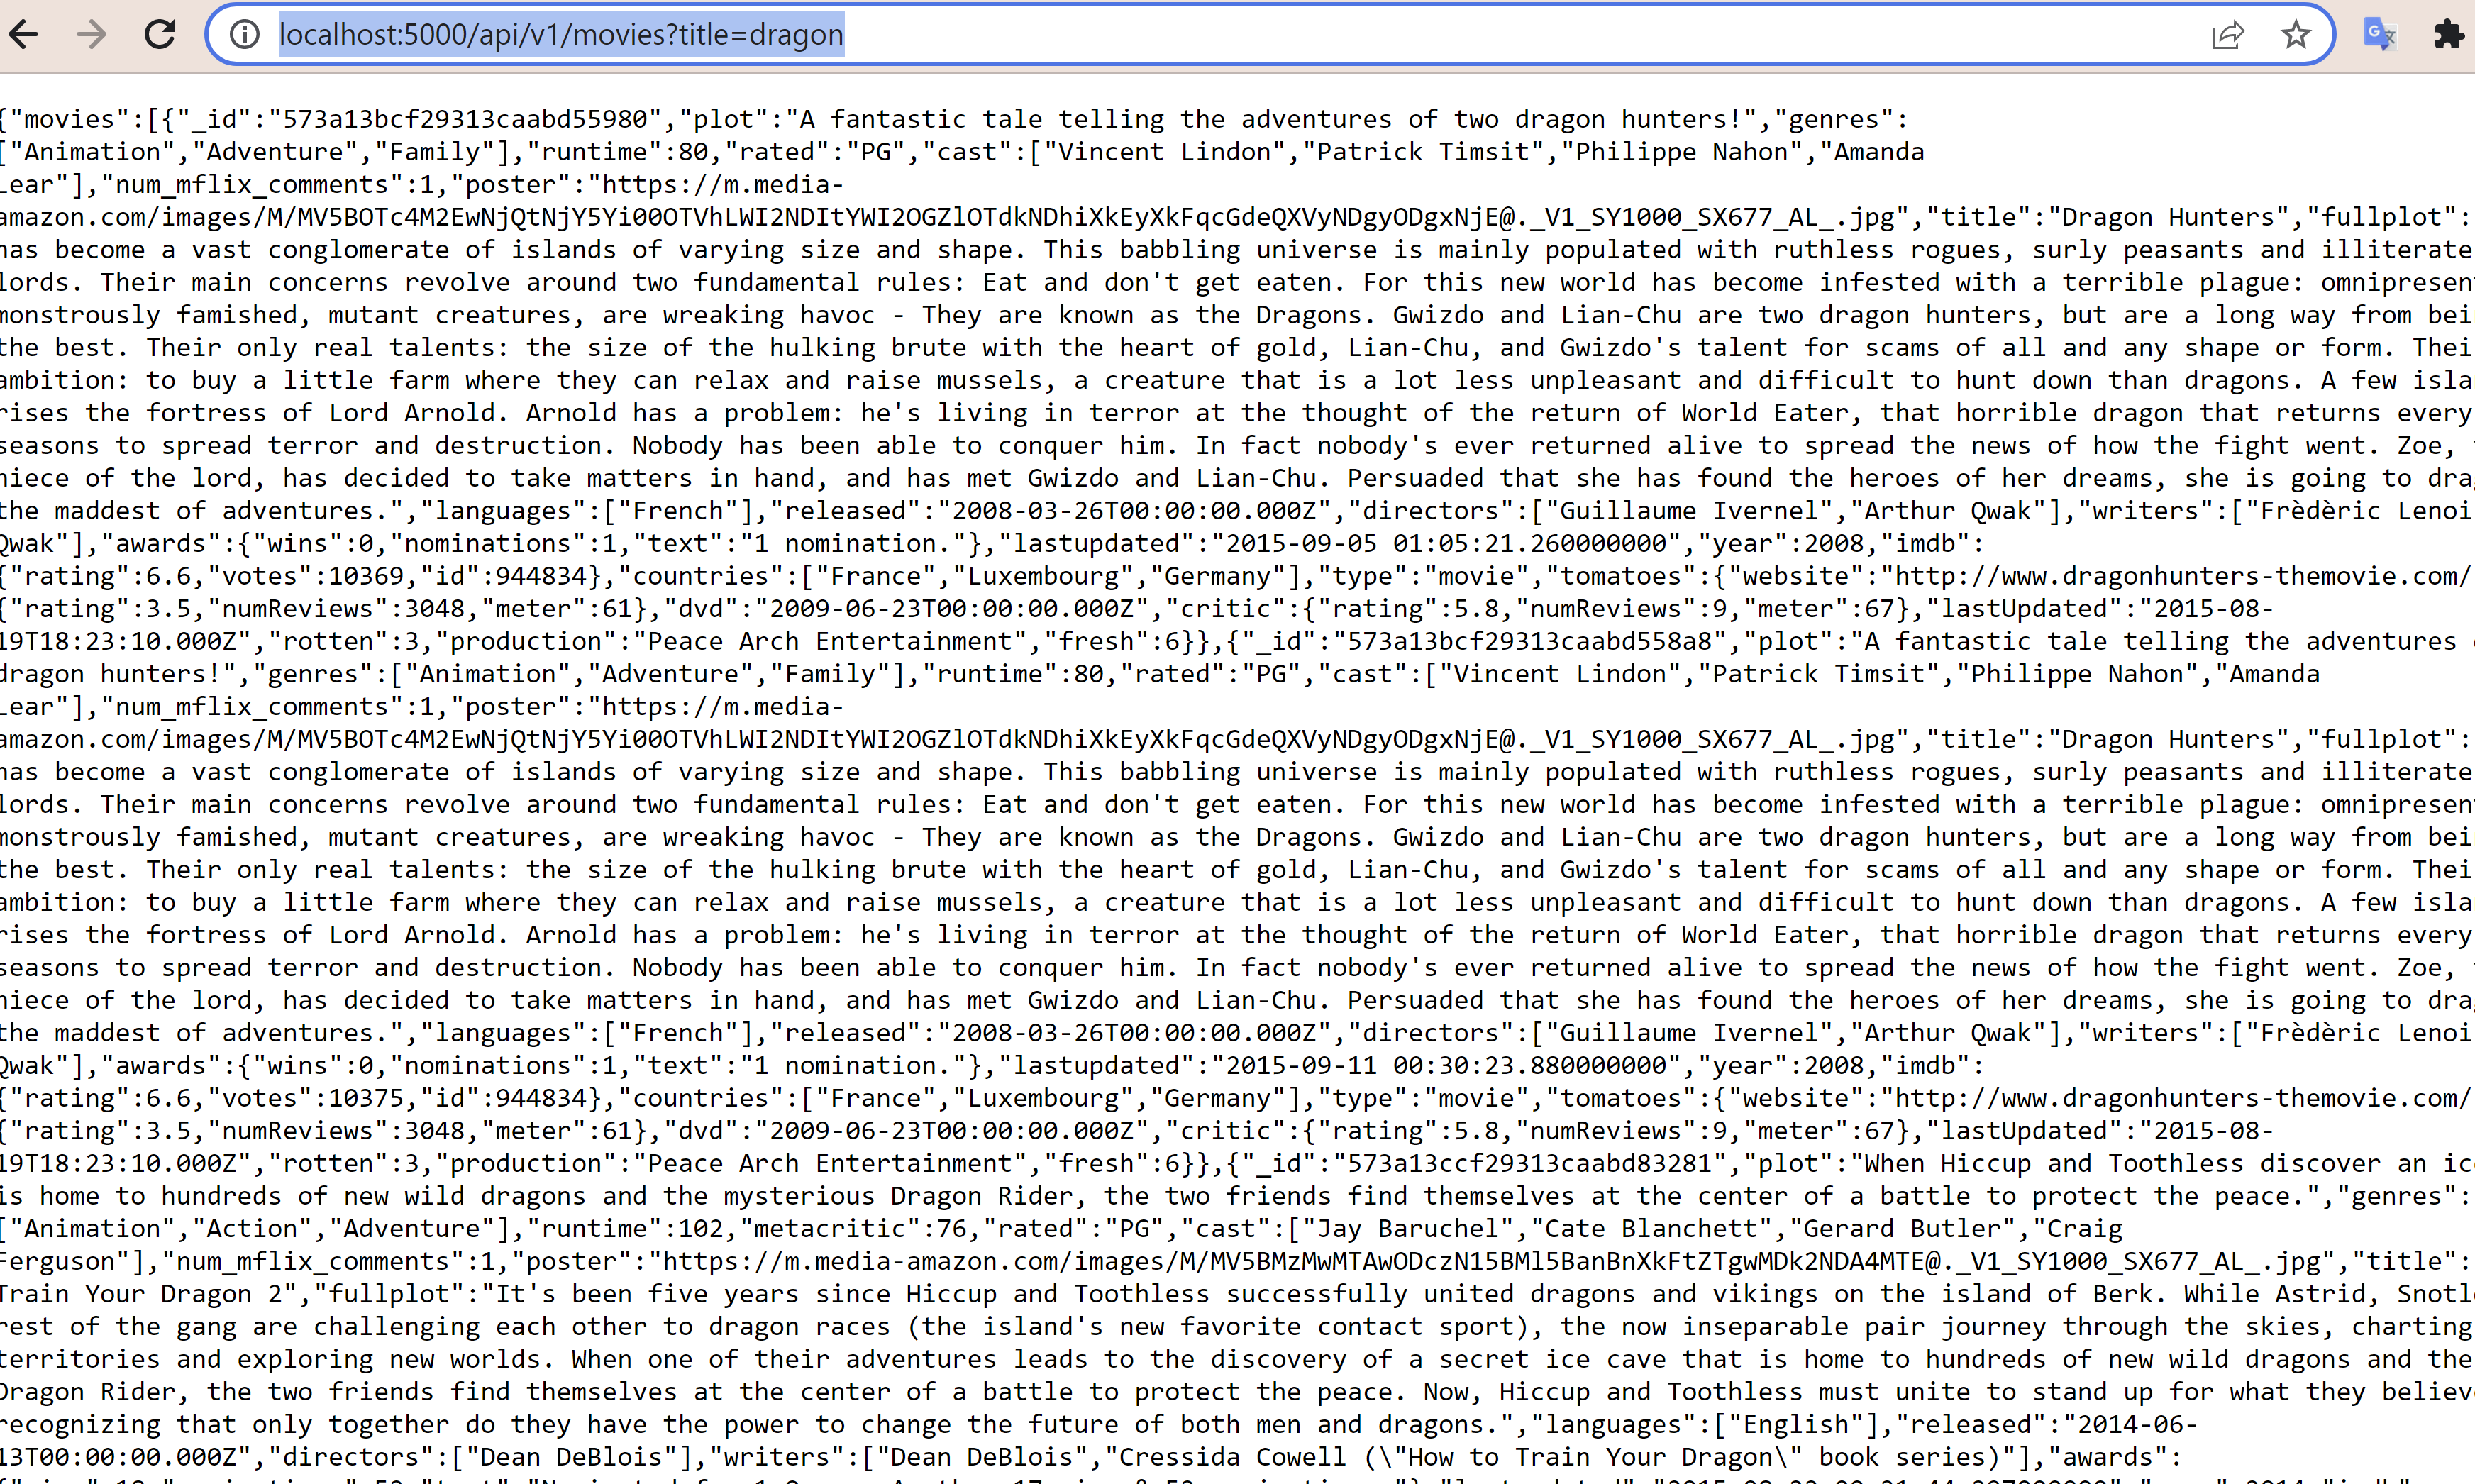 localhost:5000/api/v1/movies?title=dragon
{"movies":[{"_id":"573a13bcf29313caabd55980","plot":"A fantastic tale telling the adventures of two dragon hunters!","genres":
["Animation","Adventure","Family"],"runtime":80,"rated":"PG","cast":["Vincent Lindon","Patrick Timsit","Philippe Nahon","Amanda
Lear"],"num_mflix_comments":1,"poster":"https://m.media-
amazon.com/images/M/MV5BOTc4M2EwNjQtNjY5Yi00OTVhLWI2NDItYWI2OGZlOTdkNDhiXkEyXkFqcGdeQXVyNDgyODgxNjE@._V1_SY1000_SX677_AL_.jpg","title":"Dragon Hunters","fullplot":
has become a vast conglomerate of islands of varying size and shape. This babbling universe is mainly populated with ruthless rogues, surly peasants and illiterate
lords. Their main concerns revolve around two fundamental rules: Eat and don't get eaten. For this new world has become infested with a terrible plague: omnipresent
monstrously famished, mutant creatures, are wreaking havoc - They are known as the Dragons. Gwizdo and Lian-Chu are two dragon hunters, but are a long way from bei
the best. Their only real talents: the size of the hulking brute with the heart of gold, Lian-Chu, and Gwizdo's talent for scams of all and any shape or form. Thei
ambition: to buy a little farm where they can relax and raise mussels, a creature that is a lot less unpleasant and difficult to hunt down than dragons. A few isla
rises the fortress of Lord Arnold. Arnold has a problem: he's living in terror at the thought of the return of World Eater, that horrible dragon that returns every
seasons to spread terror and destruction. Nobody has been able to conquer him. In fact nobody's ever returned alive to spread the news of how the fight went. Zoe,
niece of the lord, has decided to take matters in hand, and has met Gwizdo and Lian-Chu. Persuaded that she has found the heroes of her dreams, she is going to drag
the maddest of adventures.","languages":["French"],"released":"2008-03-26T00:00:00.000Z","directors":["Guillaume Ivernel","Arthur Qwak"],"writers":["Frèdèric Lenoi
Qwak"],"awards":{"wins":0,"nominations":1,"text":"1 nomination."},"lastupdated":"2015-09-05 01:05:21.260000000","year":2008,"imdb":
{"rating":6.6,"votes":10369,"id":944834},"countries":["France","Luxembourg","Germany"],"type":"movie","tomatoes":{"website":"http://www.dragonhunters-themovie.com/
{"rating":3.5,"numReviews":3048,"meter":61},"dvd":"2009-06-23T00:00:00.000Z","critic":{"rating":5.8,"numReviews":9,"meter":67},"lastUpdated":"2015-08-
19T18:23:10.000Z","rotten":3,"production":"Peace Arch Entertainment","fresh":6}},{"_id":"573a13bcf29313caabd558a8","plot":"A fantastic tale telling the adventures
dragon hunters!","genres":["Animation","Adventure","Family"],"runtime":80,"rated":"PG","cast":["Vincent Lindon","Patrick Timsit","Philippe Nahon","Amanda
Lear"],"num_mflix_comments":1,"poster":"https://m.media-
amazon.com/images/M/MV5BOTc4M2EwNjQtNjY5Yi00OTVhLWI2NDItYWI2OGZlOTdkNDhiXkEyXkFqcGdeQXVyNDgyODgxNjE@._V1_SY1000_SX677_AL_.jpg","title":"Dragon Hunters","fullplot":
has become a vast conglomerate of islands of varying size and shape. This babbling universe is mainly populated with ruthless rogues, surly peasants and illiterate
lords. Their main concerns revolve around two fundamental rules: Eat and don't get eaten. For this new world has become infested with a terrible plague: omnipresent
monstrously famished, mutant creatures, are wreaking havoc - They are known as the Dragons. Gwizdo and Lian-Chu are two dragon hunters, but are a long way from bei
the best. Their only real talents: the size of the hulking brute with the heart of gold, Lian-Chu, and Gwizdo's talent for scams of all and any shape or form. Thei
ambition: to buy a little farm where they can relax and raise mussels, a creature that is a lot less unpleasant and difficult to hunt down than dragons. A few isla
rises the fortress of Lord Arnold. Arnold has a problem: he's living in terror at the thought of the return of World Eater, that horrible dragon that returns every
seasons to spread terror and destruction. Nobody has been able to conquer him. In fact nobody's ever returned alive to spread the news of how the fight went. Zoe,
niece of the lord, has decided to take matters in hand, and has met Gwizdo and Lian-Chu. Persuaded that she has found the heroes of her dreams, she is going to drag
the maddest of adventures.","languages":["French"],"released":"2008-03-26T00:00:00.000Z","directors":["Guillaume Ivernel","Arthur Qwak"],"writers":["Frèdèric Lenoi
Qwak"],"awards":{"wins":0,"nominations":1,"text":"1 nomination."},"lastupdated":"2015-09-11 00:30:23.880000000","year":2008,"imdb":
{"rating":6.6,"votes":10375,"id":944834},"countries":["France","Luxembourg","Germany"],"type":"movie","tomatoes":{"website":"http://www.dragonhunters-themovie.com/
{"rating":3.5,"numReviews":3048,"meter":61},"dvd":"2009-06-23T00:00:00.000Z","critic":{"rating":5.8,"numReviews":9,"meter":67},"lastUpdated":"2015-08-
19T18:23:10.000Z","rotten":3,"production":"Peace Arch Entertainment","fresh":6}},{"_id":"573a13ccf29313caabd83281","plot":"When Hiccup and Toothless discover an ic
is home to hundreds of new wild dragons and the mysterious Dragon Rider, the two friends find themselves at the center of a battle to protect the peace.","genres":
["Animation","Action","Adventure"],"runtime":102,"metacritic":76,"rated":"PG","cast":["Jay Baruchel","Cate Blanchett","Gerard Butler","Craig
Ferguson"],"num_mflix_comments":1,"poster":"https://m.media-amazon.com/images/M/MV5BMzMwMTAwODczN15BMl5BanBnXkFtZTgwMDk2NDA4MTE@._V1_SY1000_SX677_AL_.jpg","title":
Train Your Dragon 2","fullplot":"It's been five years since Hiccup and Toothless successfully united dragons and vikings on the island of Berk. While Astrid, Snotl
rest of the gang are challenging each other to dragon races (the island's new favorite contact sport), the now inseparable pair journey through the skies, charting
territories and exploring new worlds. When one of their adventures leads to the discovery of a secret ice cave that is home to hundreds of new wild dragons and the
Dragon Rider, the two friends find themselves at the center of a battle to protect the peace. Now, Hiccup and Toothless must unite to stand up for what they believ
recognizing that only together do they have the power to change the future of both men and dragons.","languages":["English"],"released":"2014-06-
13T00:00:00.000Z","directors":["Dean DeBlois"],"writers":["Dean DeBlois","Cressida Cowell (\"How to Train Your Dragon\" book series)"],"awards":